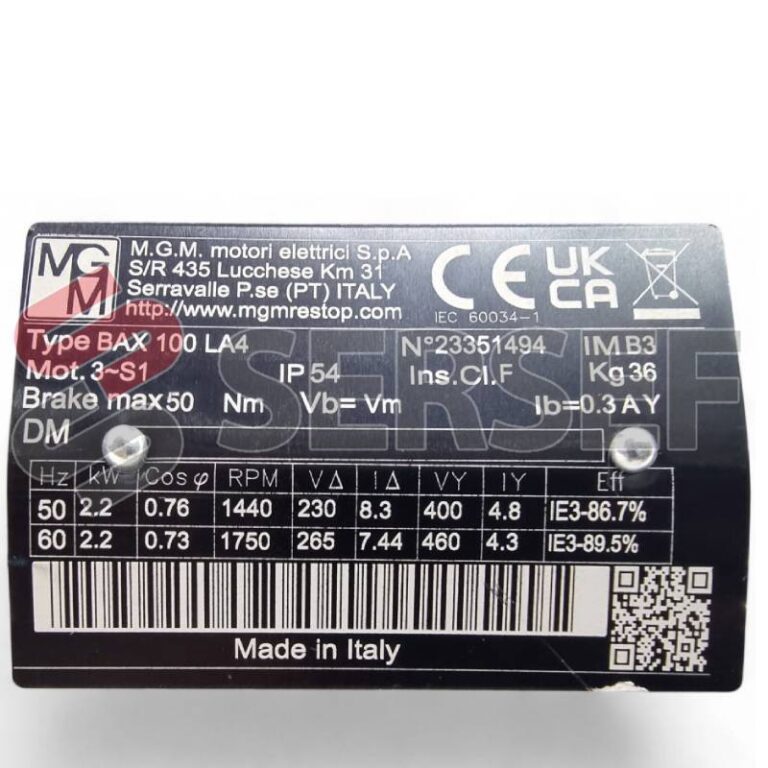 MGM
M.G.M. motori elettrici S.p.A
S/R 435 Lucchese Km 31
Serravalle P.se (PT) ITALY
http://www.mgmrestop.com
CE UK CA
IEC 60034-1
Type BAX 100 LA4 N°23351494 IM B3
Mot. 3~S1 IP 54 Ins.Cl.F Kg 36
Brake max 50 Nm Vb= Vm Ib=0.3 A Y
DM
SERSEF
Hz kW Cos φ RPM V Δ I Δ VY IY Eff
50 2.2 0.76 1440 230 8.3 400 4.8 IE3-86.7%
60 2.2 0.73 1750 265 7.44 460 4.3 IE3-89.5%
Made in Italy